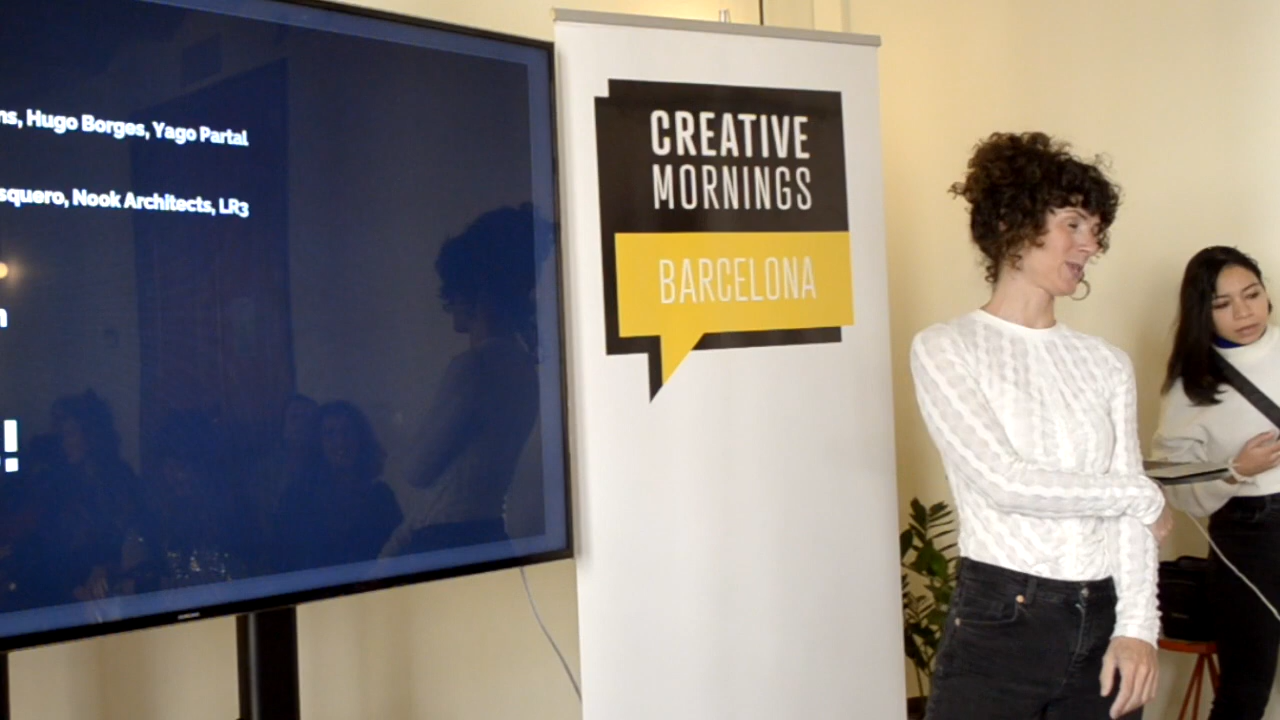 Hugo Borges, Yago Partal
Nook Architects, LR3
!
CREATIVE
MORNINGS
BARCELONA